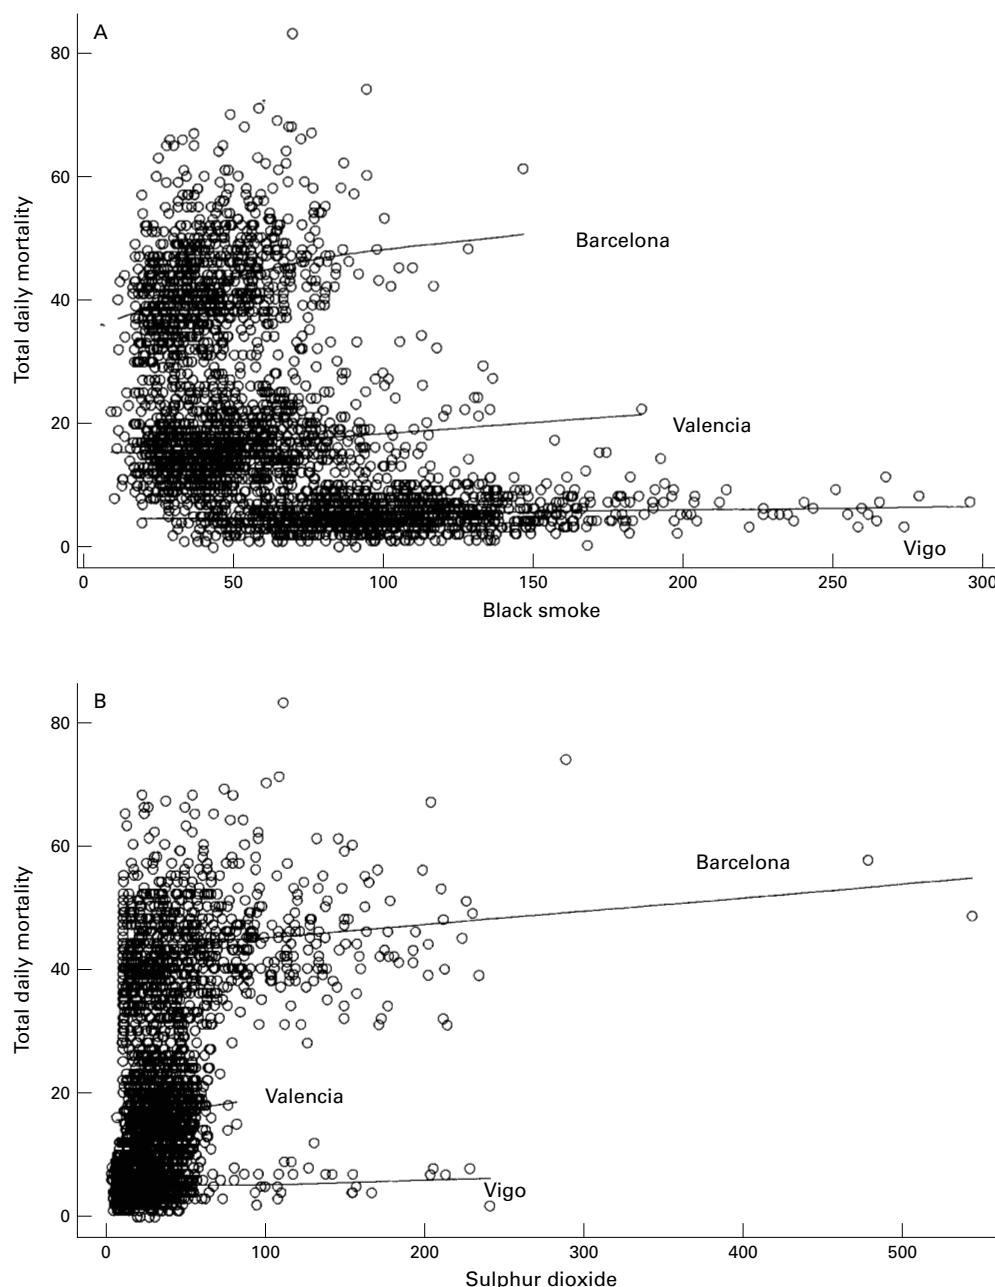 A
80
60
40
20
0
Total daily mortality
Barcelona
Valencia
Vigo
0 50 100 150 200 250 300
Black smoke
B
80
60
40
20
0
Total daily mortality
Barcelona
Valencia
Vigo
0 100 200 300 400 500
Sulphur dioxide